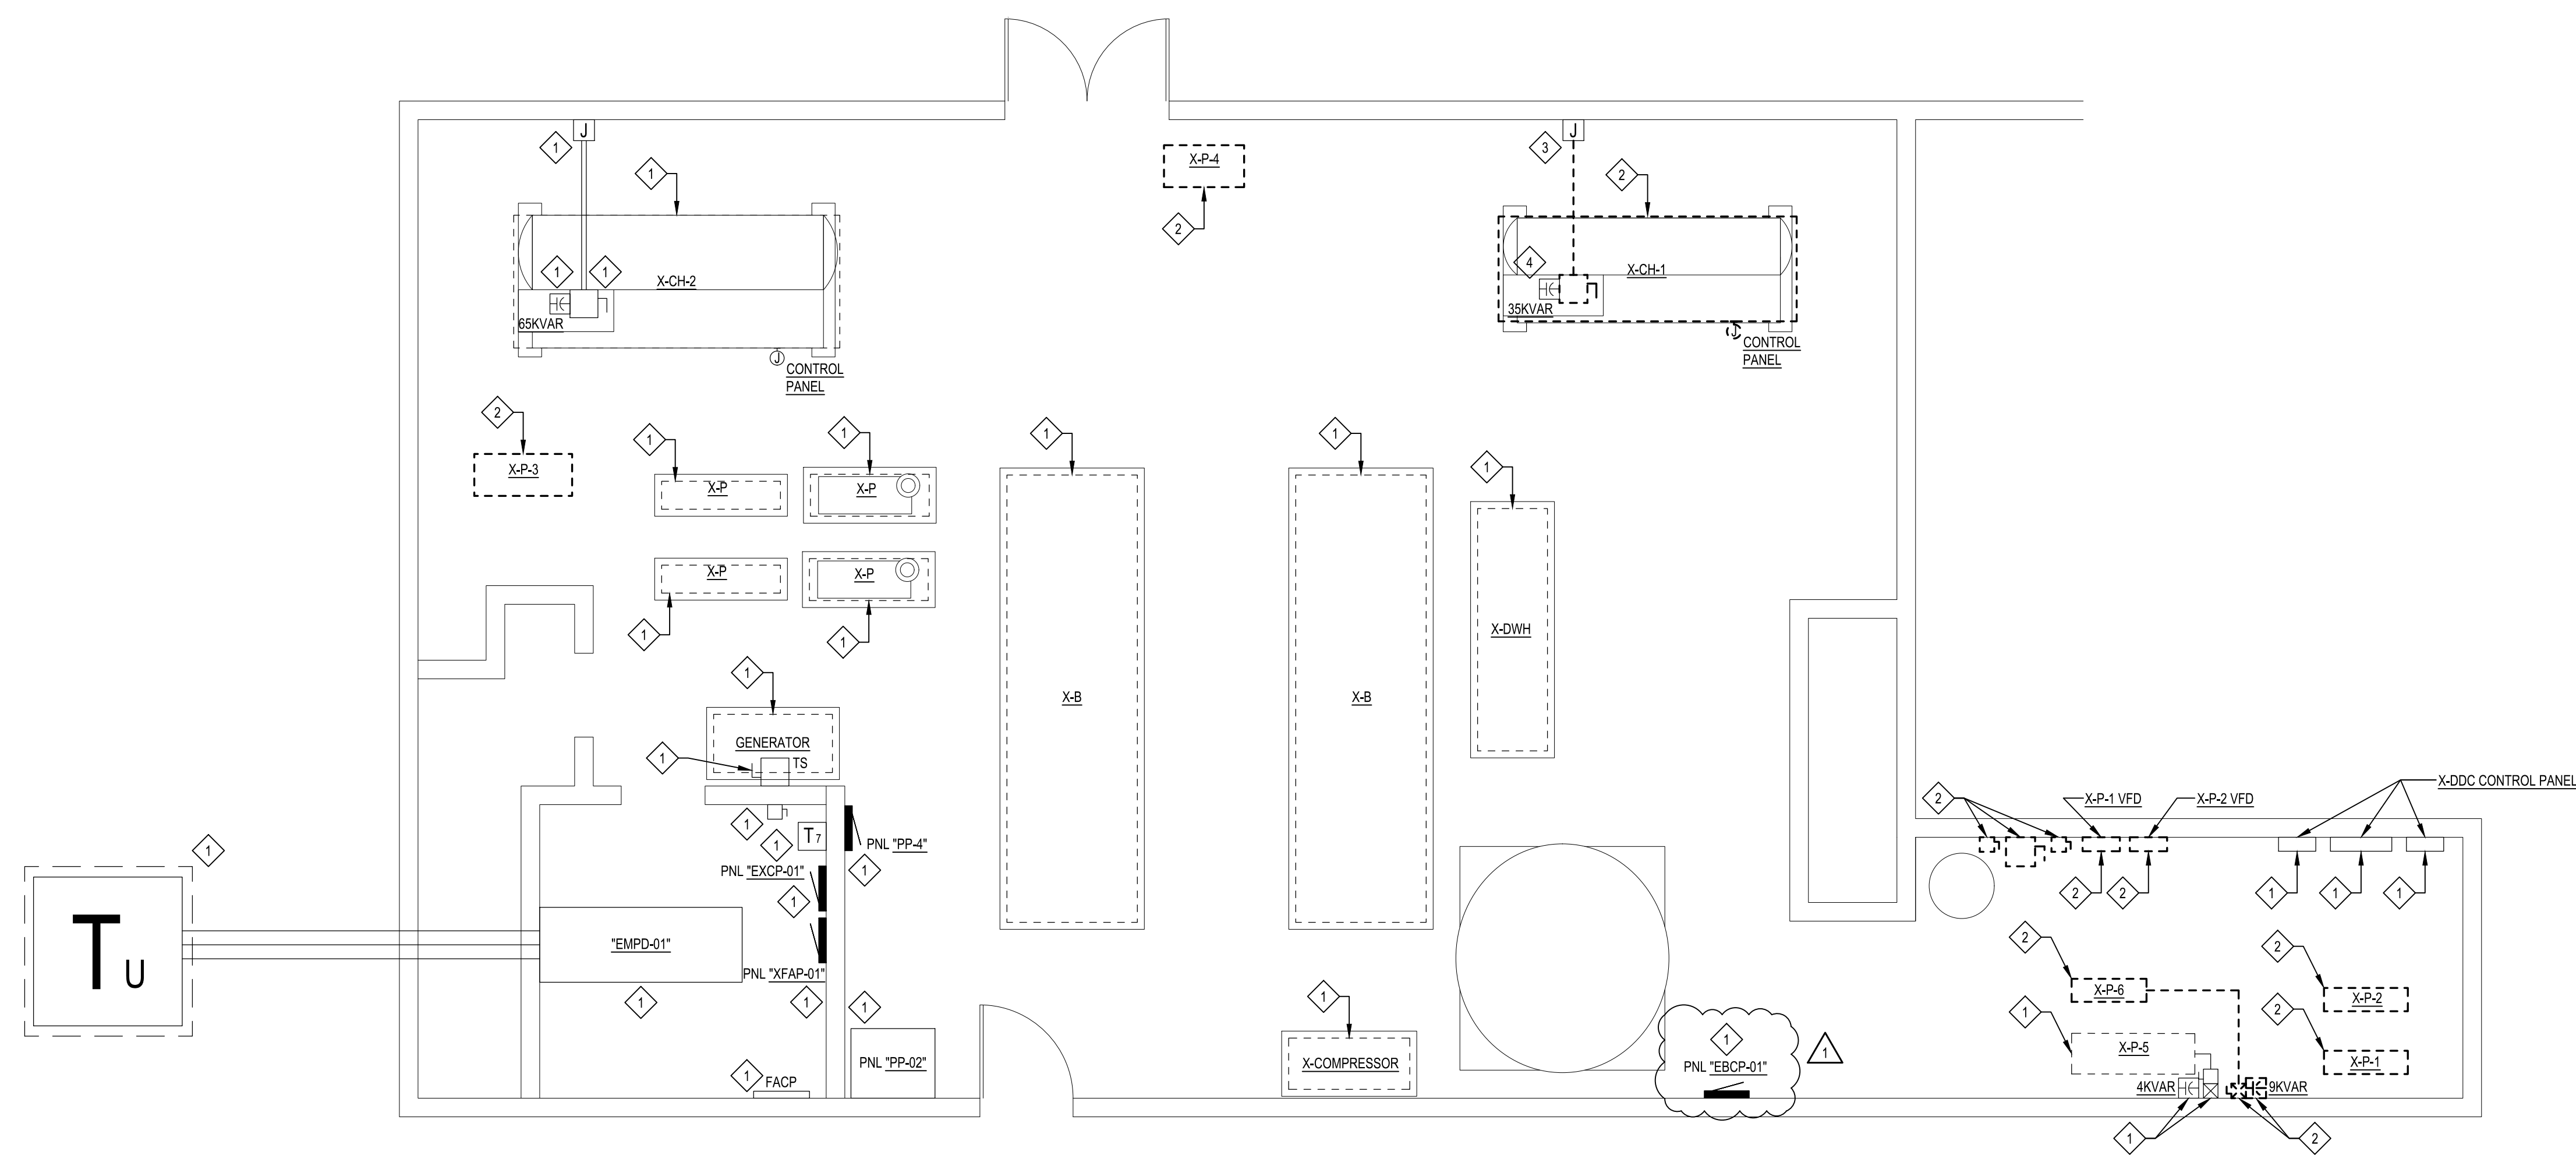 J
J
1
3
1
X-P-4
2
2
1
1
X-CH-2
4
X-CH-1
65KVAR
35KVAR
J
CONTROL
PANEL
J
CONTROL
PANEL
2
X-P-3
1
1
1
1
1
X-P
X-P
X-P
X-P
1
1
X-DWH
1
GENERATOR
1
TS
X-B
X-B
X-DDC CONTROL PANEL
2
X-P-1 VFD
X-P-2 VFD
1
1
T7
PNL "PP-4"
1
1
PNL "EXCP-01"
1
2
2
1
1
1
TU
"EMPD-01"
1
PNL "XFAP-01"
1
1
PNL "PP-02"
1
FACP
1
X-COMPRESSOR
1
PNL "EBCP-01"
1
2
X-P-6
2
X-P-2
1
X-P-5
2
X-P-1
4KVAR
9KVAR
1
2